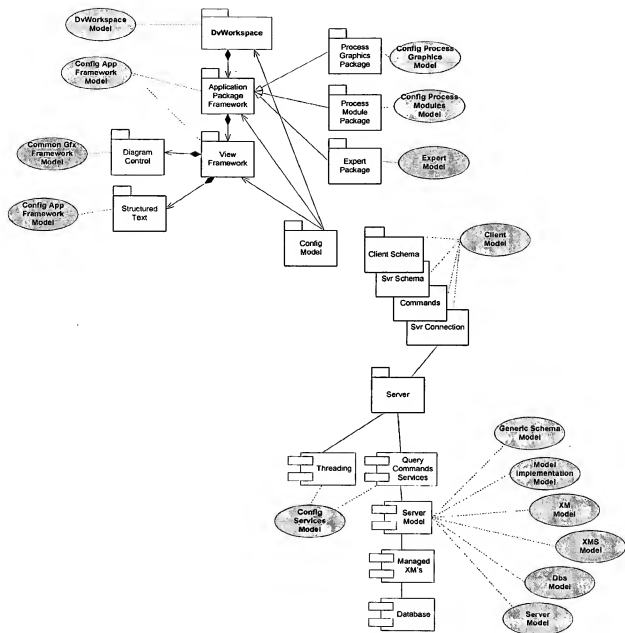 DvWorkspace
Model
DvWorkspace
Config App
Framework
Model
Application
Package
Framework
Process
Graphics
Package
Config Process
Graphics
Model
Process
Module
Package
Config Process
Modules
Model
Common Gfx
Framework
Model
Diagram
Control
View
Framework
Expert
Package
Expert
Model
Config App
Framework
Model
Structured
Text
Config
Model
Client Schema
Client
Model
Svr Schema
Commands
Svr Connection
Server
Generic Schema
Model
Threading
Query
Commands
Services
Model
Implementation
Model
Config
Services
Model
Server
Model
XM
Model
XMS
Model
Managed
XM's
Dbs
Model
Database
Server
Model